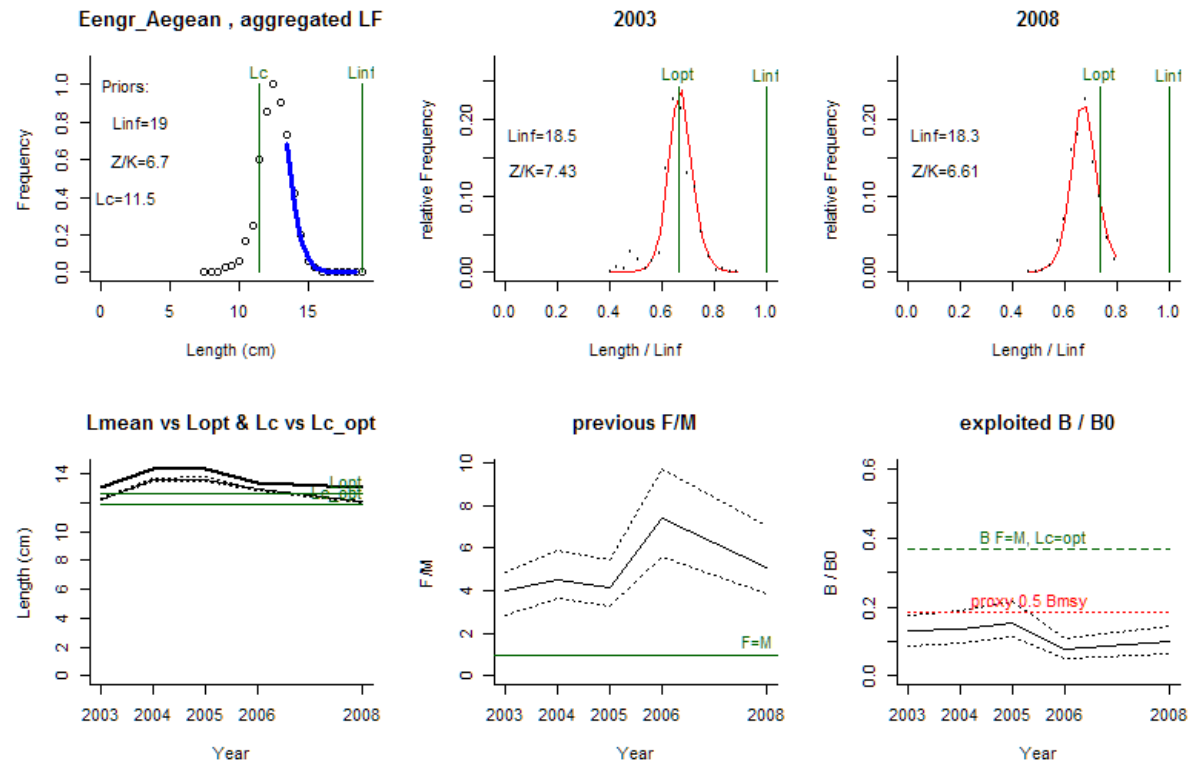 Eengr_Aegean , aggregated LF
Frequency
0.0 0.2 0.4 0.6 0.8 1.0
Priors:
Linf=19
Z/K=6.7
Lc=11.5
Lc
Linf
0 5 10 15
Length (cm)
2003
relative Frequency
0.00 0.10 0.20
Linf=18.5
Z/K=7.43
Lopt
Linf
0.0 0.2 0.4 0.6 0.8 1.0
Length / Linf
2008
relative Frequency
0.00 0.10 0.20
Linf=18.3
Z/K=6.61
Lopt
Linf
0.0 0.2 0.4 0.6 0.8 1.0
Length / Linf
Lmean vs Lopt & Lc vs Lc_opt
Length (cm)
0 2 4 6 8 10 14
Lopt
Lc_opt
2003 2004 2005 2006 2008
Year
previous F/M
F/M
0 2 4 6 8 10
F=M
2003 2004 2005 2006 2008
Year
exploited B / B0
B / B0
0.0 0.2 0.4 0.6
B F=M, Lc=opt
proxy 0.5 Bmsy
2003 2004 2005 2006 2008
Year